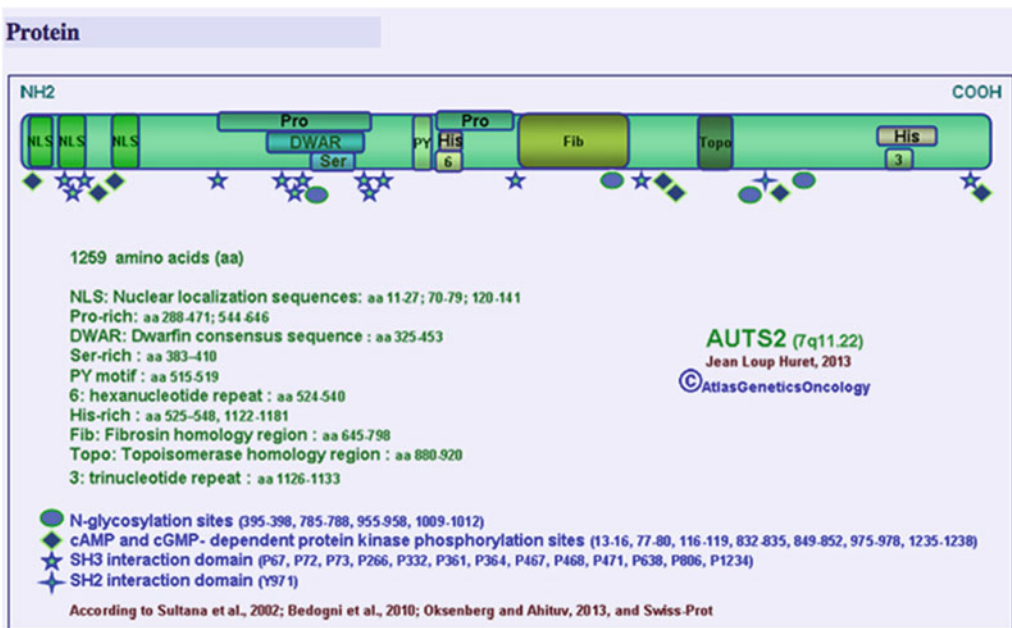 Protein
NH2
COOH
Pro
Pro
NLS
NLS
NLS
DWAR
PY
His
Fib
Topo
His
Ser
6
3
1259 amino acids (aa)
NLS: Nuclear localization sequences: aa 11-27; 70-79; 120-141
Pro-rich: aa 288-471; 544-646
DWAR: Dwarfin consensus sequence : aa 325-453
Ser-rich : aa 383–410
PY motif : aa 515-519
6: hexanucleotide repeat : aa 524-540
His-rich : aa 525–548, 1122-1181
Fib: Fibrosin homology region : aa 645-798
Topo: Topoisomerase homology region : aa 880-920
3: trinucleotide repeat : aa 1126-1133
AUTS2 (7q11.22)
Jean Loup Huret, 2013
©AtlasGeneticsOncology
N-glycosylation sites (395-398, 785-788, 955-958, 1009-1012)
cAMP and cGMP- dependent protein kinase phosphorylation sites (13-16, 77-80, 116-119, 832-835, 849-852, 975-978, 1235-1238)
SH3 interaction domain (P67, P72, P73, P266, P332, P361, P364, P467, P468, P471, P638, P806, P1234)
SH2 interaction domain (Y971)
According to Sultana et al., 2002; Bedogni et al., 2010; Oksenberg and Ahituv, 2013, and Swiss-Prot